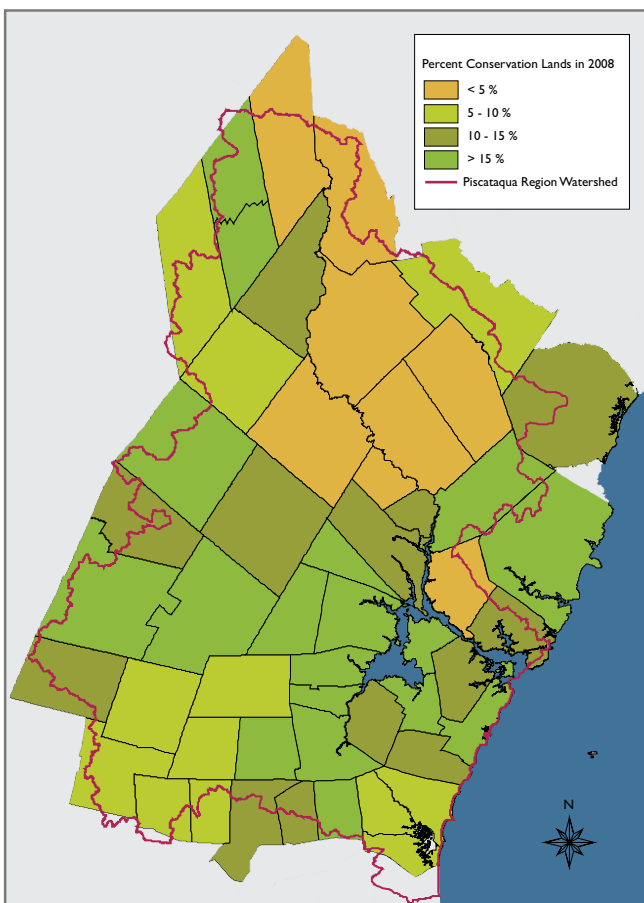 Percent Conservation Lands in 2008
< 5 %
5 - 10 %
10 - 15 %
> 15 %
Piscataqua Region Watershed
N